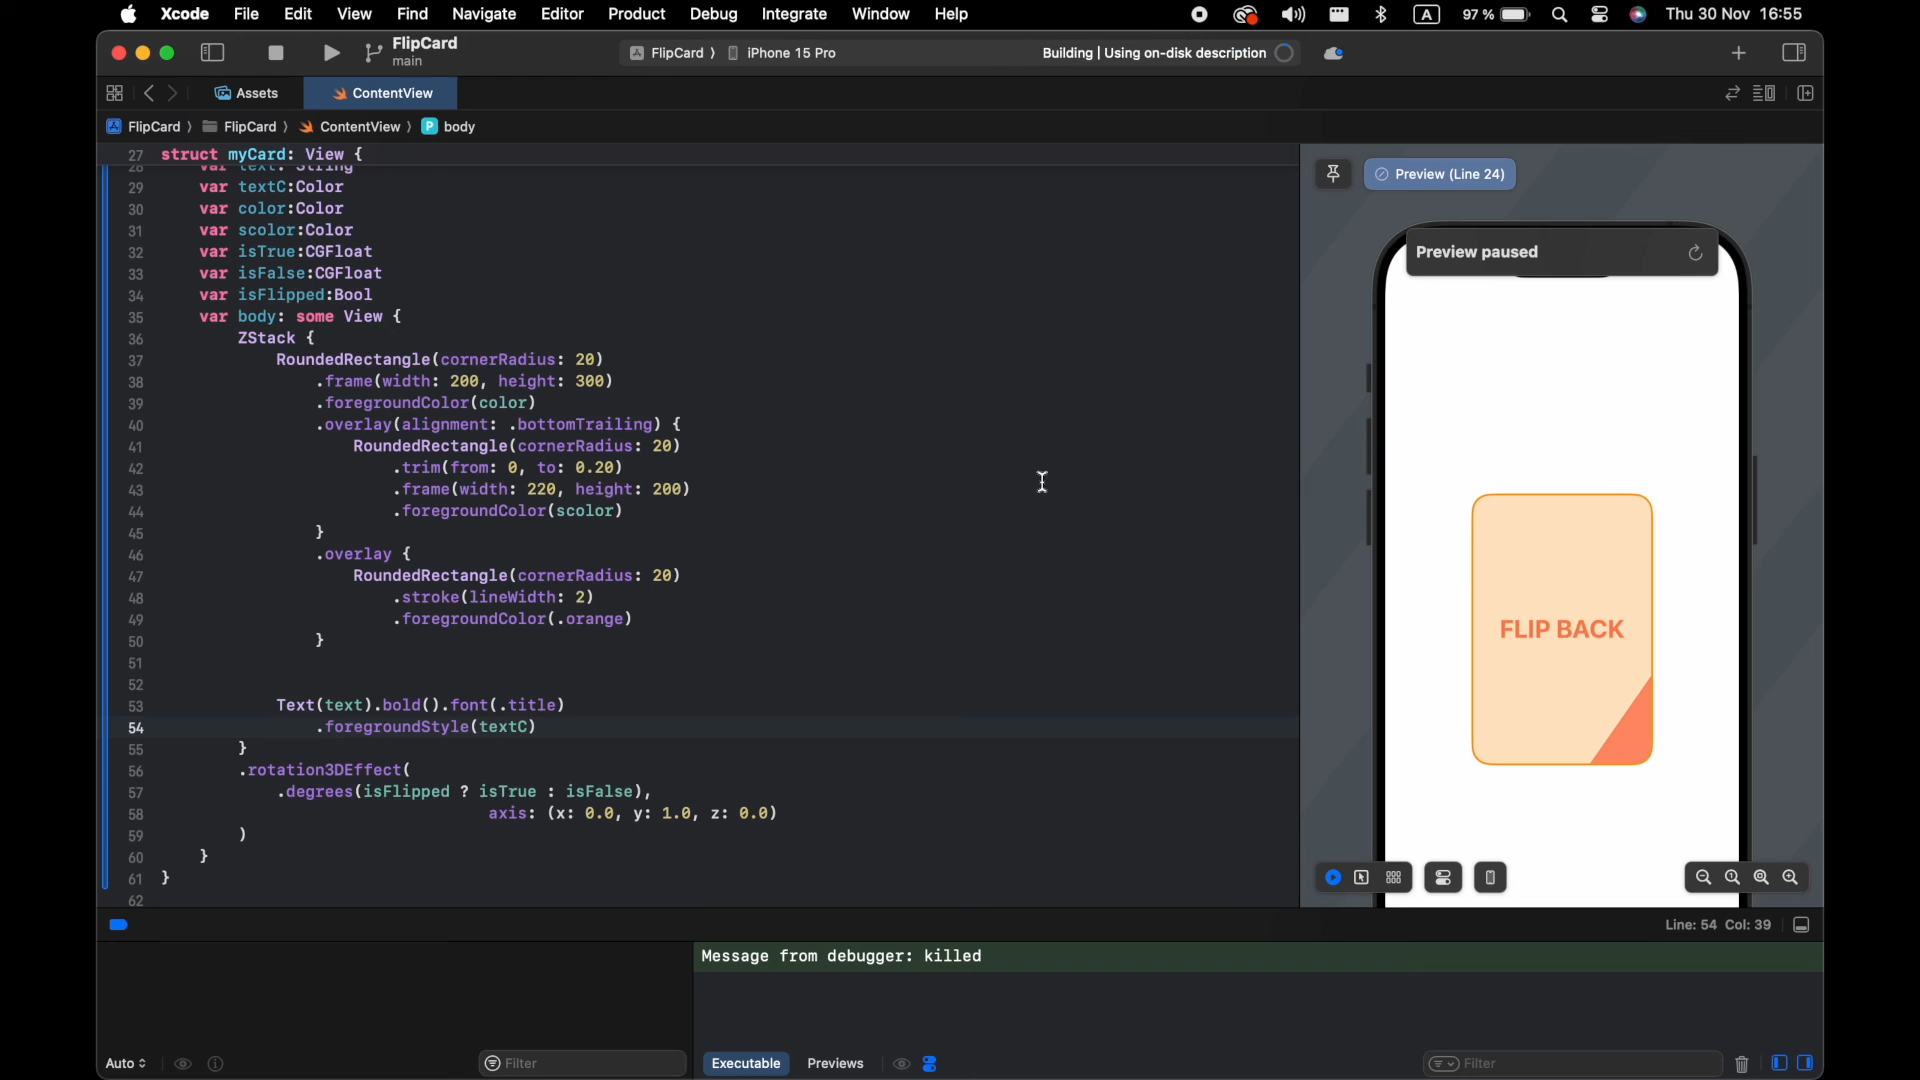 Xcode File Edit View Find Navigate Editor Product Debug Integrate Window Help A 97 % Thu 30 Nov 16:55
FlipCard
main
FlipCard 〉 iPhone 15 Pro
Building | Using on-disk description
Assets ContentView
FlipCard 〉 FlipCard 〉 ContentView 〉 P body
27 struct myCard: View {
28 var text: String
29 var textC:Color
30 var color:Color
31 var scolor:Color
32 var isTrue:CGFloat
33 var isFalse:CGFloat
34 var isFlipped:Bool
35 var body: some View {
36 ZStack {
37 RoundedRectangle(cornerRadius: 20)
38 .frame(width: 200, height: 300)
39 .foregroundColor(color)
40 .overlay(alignment: .bottomTrailing) {
41 RoundedRectangle(cornerRadius: 20)
42 .trim(from: 0, to: 0.20)
43 .frame(width: 220, height: 200)
44 .foregroundColor(scolor)
45 }
46 .overlay {
47 RoundedRectangle(cornerRadius: 20)
48 .stroke(lineWidth: 2)
49 .foregroundColor(.orange)
50 }
51
52
53 Text(text).bold().font(.title)
54 .foregroundStyle(textC)
55 }
56 .rotation3DEffect(
57 .degrees(isFlipped ? isTrue : isFalse),
58 axis: (x: 0.0, y: 1.0, z: 0.0)
59 )
60 }
61 }
62
Preview (Line 24)
Preview paused
FLIP BACK
Line: 54 Col: 39
Message from debugger: killed
Auto Filter Executable Previews Filter